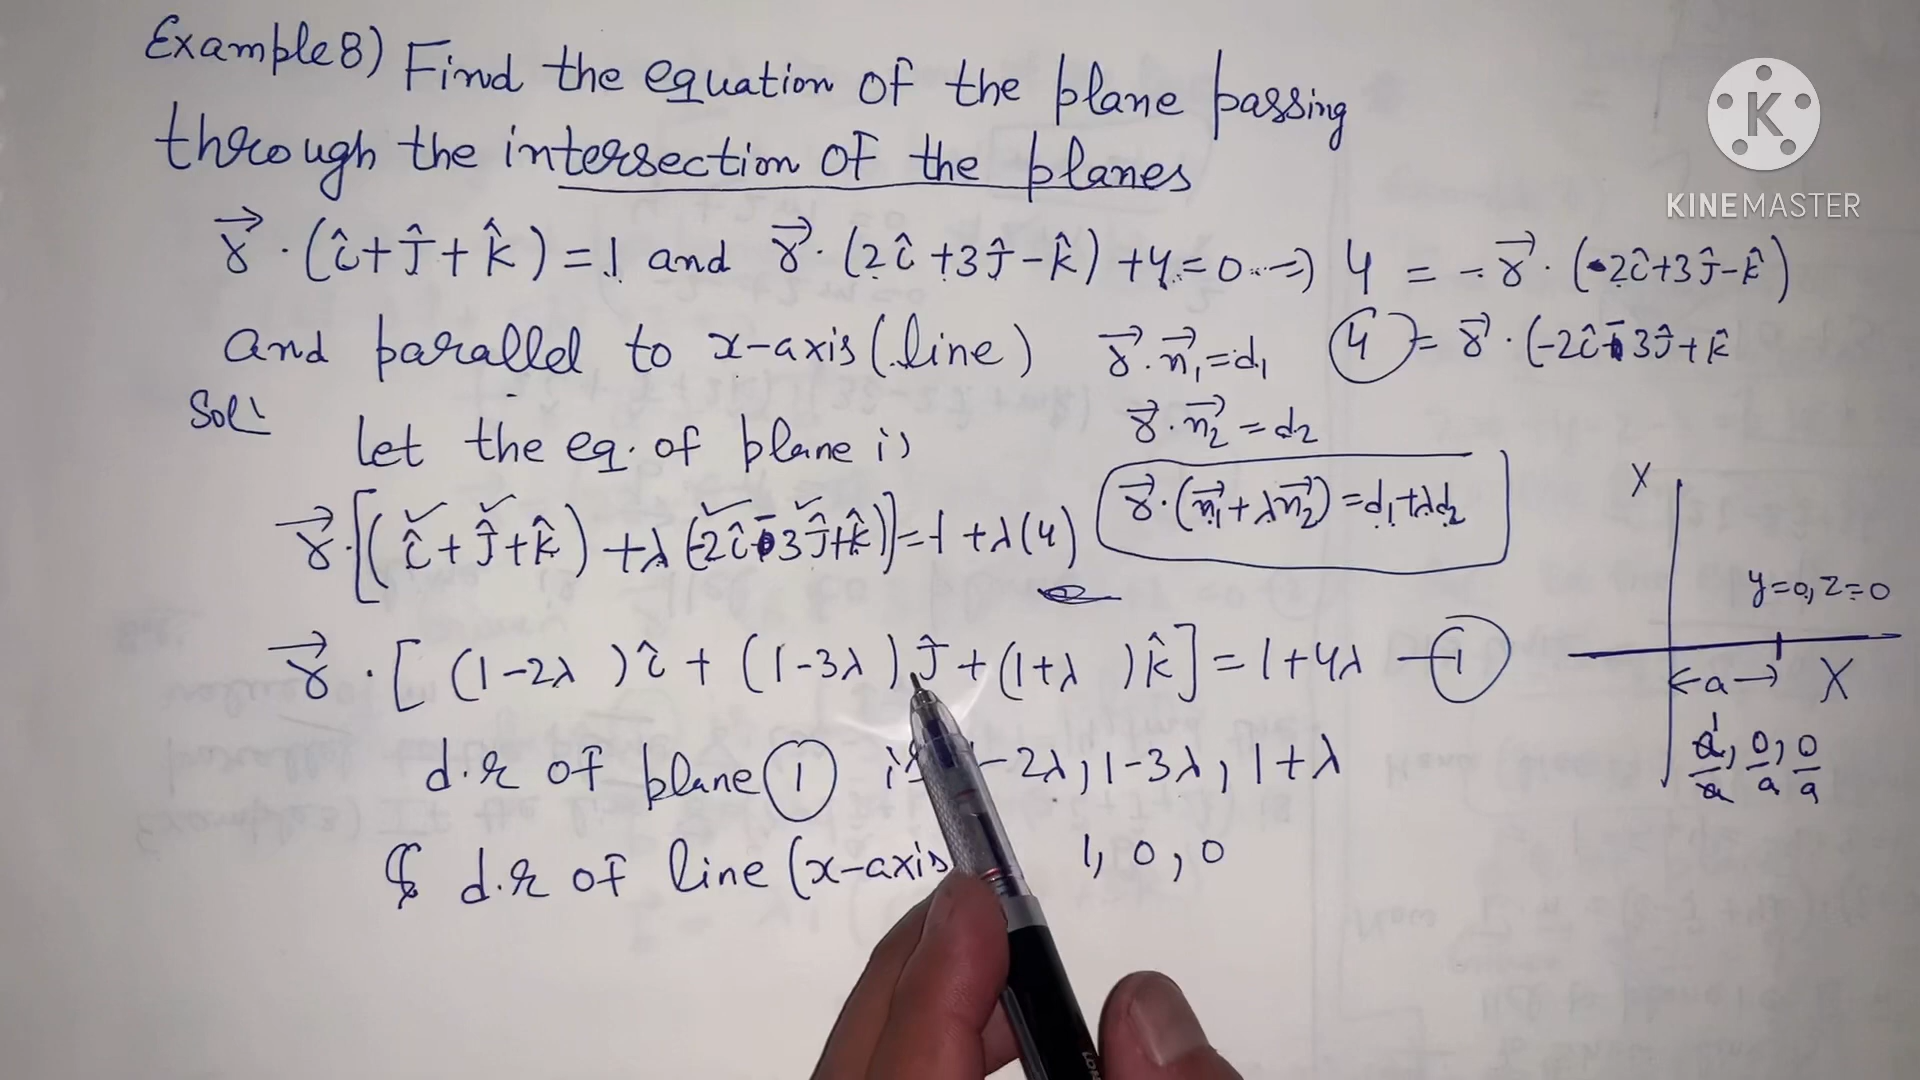 Example 8) Find the equation of the plane passing
through the intersection of the planes
r⃗ · (î + ĵ + k̂) = 1 and r⃗ · (2î + 3ĵ - k̂) + 4 = 0 ⇒ 4 = -r⃗ · (2î + 3ĵ - k̂)
and parallel to x-axis (line) r⃗ · n⃗₁ = d₁ 4 = r⃗ · (-2î - 3ĵ + k̂
Sol: r⃗ · n⃗₂ = d₂
let the eq. of plane is
r⃗ · [(î + ĵ + k̂) + λ(-2î - 3ĵ + k̂)] = 1 + λ(4) r⃗ · (n⃗₁ + λn⃗₂) = d₁ + λd₂
r⃗ · [(1-2λ )î + (1-3λ)ĵ + (1+λ )k̂] = 1 + 4λ — 1
d.r of plane 1 is -2λ, 1-3λ, 1+λ
& d.r of line (x-axis 1, 0, 0
Y
y=0, z=0
←a→ X
a/a, 0/a, 0/a
1
K
KINEMASTER